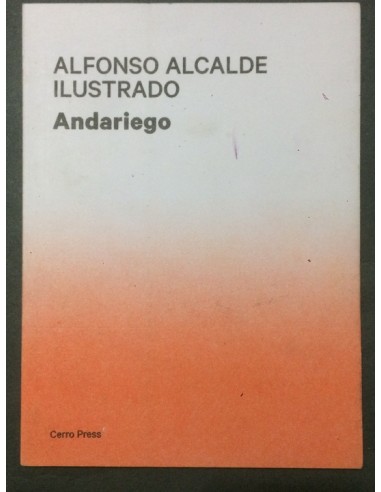 ALFONSO ALCALDE
ILUSTRADO
Andariego
Cerro Press